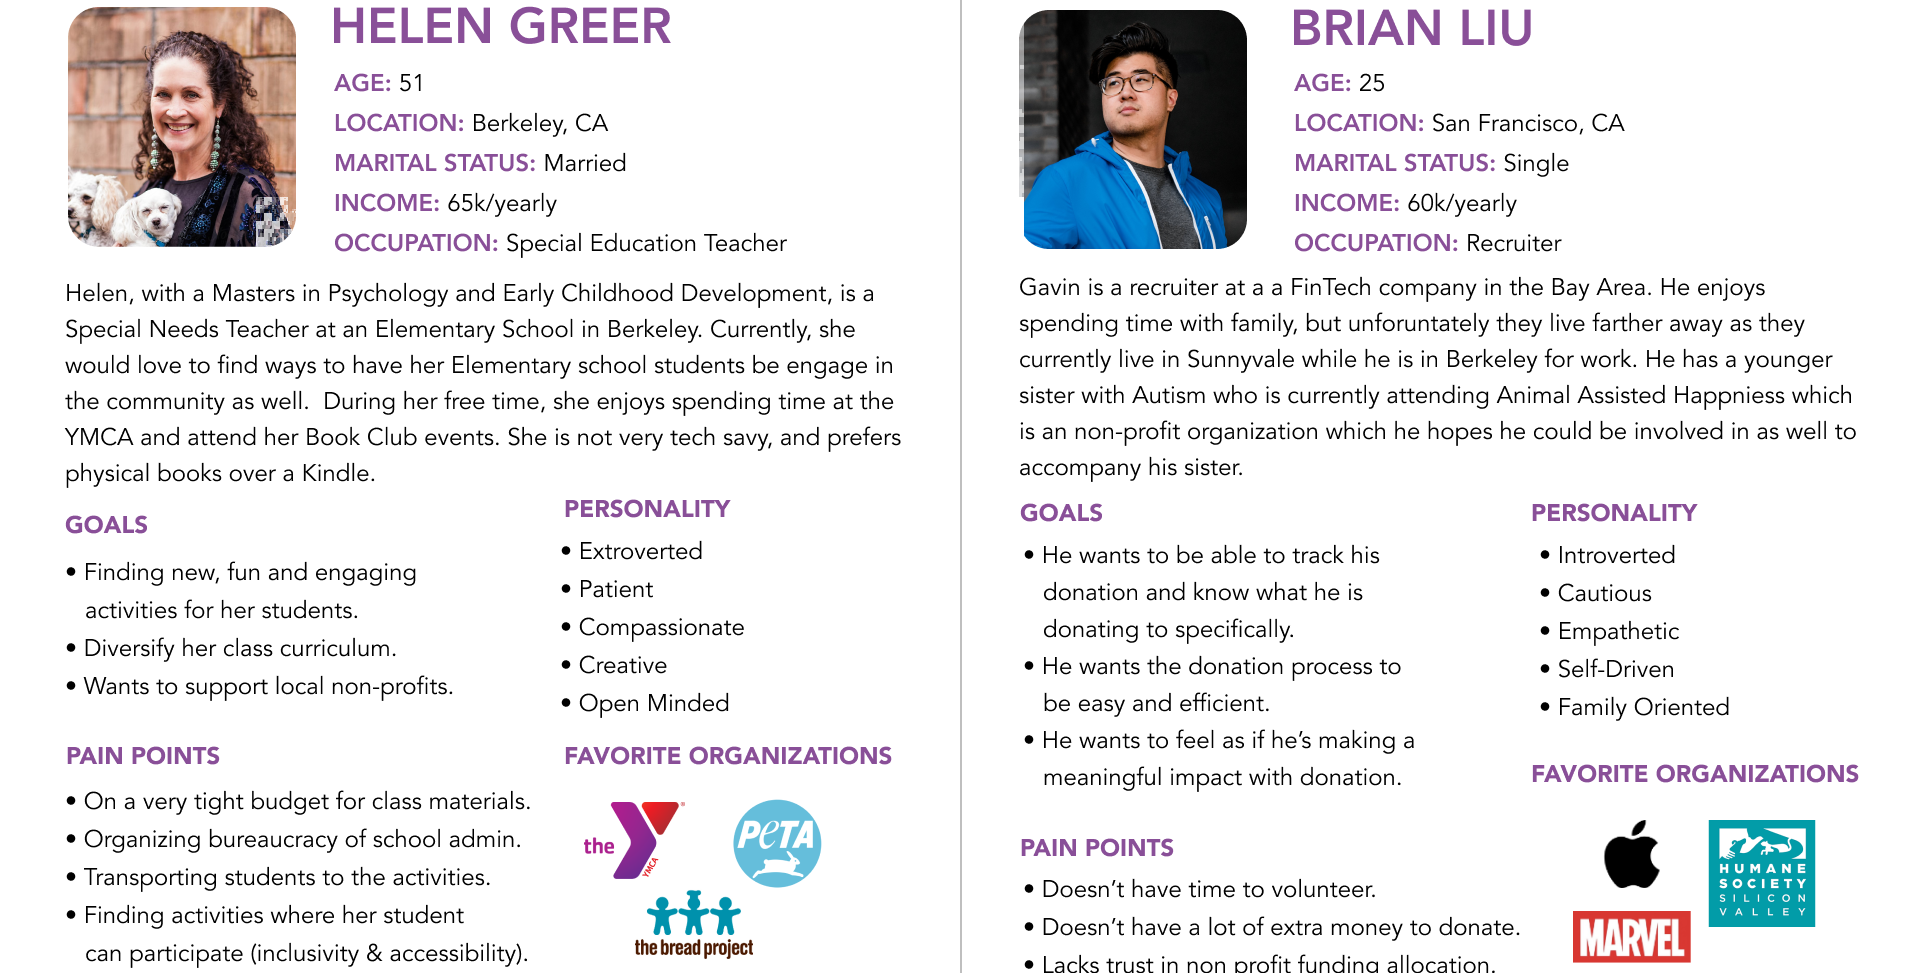 HELEN GREER
AGE: 51
LOCATION: Berkeley, CA
MARITAL STATUS: Married
INCOME: 65k/yearly
OCCUPATION: Special Education Teacher
Helen, with a Masters in Psychology and Early Childhood Development, is a
Special Needs Teacher at an Elementary School in Berkeley. Currently, she
would love to find ways to have her Elementary school students be engage in
the community as well.  During her free time, she enjoys spending time at the
YMCA and attend her Book Club events. She is not very tech savy, and prefers
physical books over a Kindle.
GOALS
• Finding new, fun and engaging
activities for her students.
• Diversify her class curriculum.
• Wants to support local non-profits.
PERSONALITY
• Extroverted
• Patient
• Compassionate
• Creative
• Open Minded
PAIN POINTS
• On a very tight budget for class materials.
• Organizing bureaucracy of school admin.
• Transporting students to the activities.
• Finding activities where her student
can participate (inclusivity & accessibility).
FAVORITE ORGANIZATIONS
the Y
YMCA
PeTA
the bread project
BRIAN LIU
AGE: 25
LOCATION: San Francisco, CA
MARITAL STATUS: Single
INCOME: 60k/yearly
OCCUPATION: Recruiter
Gavin is a recruiter at a a FinTech company in the Bay Area. He enjoys
spending time with family, but unforuntately they live farther away as they
currently live in Sunnyvale while he is in Berkeley for work. He has a younger
sister with Autism who is currently attending Animal Assisted Happniess which
is an non-profit organization which he hopes he could be involved in as well to
accompany his sister.
GOALS
• He wants to be able to track his
donation and know what he is
donating to specifically.
• He wants the donation process to
be easy and efficient.
• He wants to feel as if he’s making a
meaningful impact with donation.
PERSONALITY
• Introverted
• Cautious
• Empathetic
• Self-Driven
• Family Oriented
PAIN POINTS
• Doesn’t have time to volunteer.
• Doesn’t have a lot of extra money to donate.
• Lacks trust in non profit funding allocation.
FAVORITE ORGANIZATIONS
HUMANE
SOCIETY
SILICON
VALLEY
MARVEL